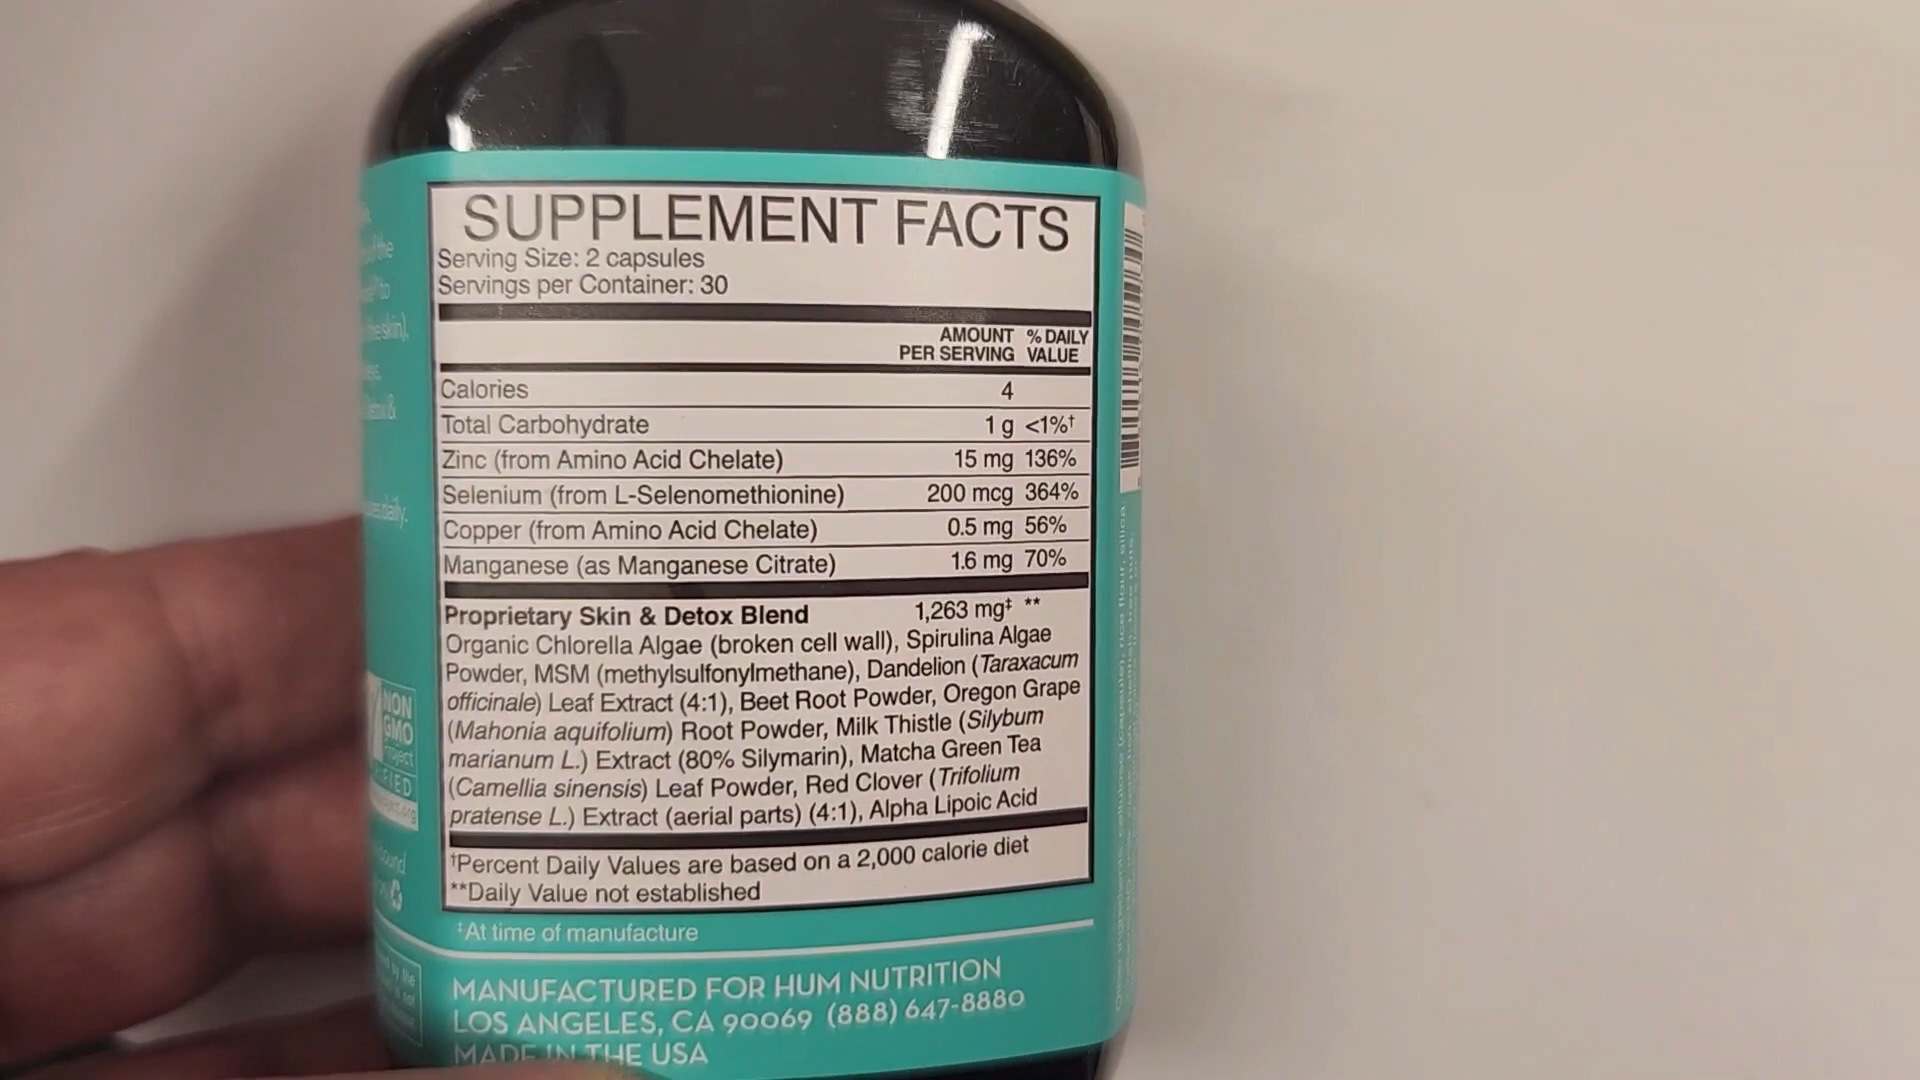 SUPPLEMENT FACTS
Serving Size: 2 capsules
Servings per Container: 30
AMOUNT PER SERVING % DAILY VALUE
Calories 4
Total Carbohydrate 1 g <1%†
Zinc (from Amino Acid Chelate) 15 mg 136%
Selenium (from L-Selenomethionine) 200 mcg 364%
Copper (from Amino Acid Chelate) 0.5 mg 56%
Manganese (as Manganese Citrate) 1.6 mg 70%
Proprietary Skin & Detox Blend 1,263 mg‡ **
Organic Chlorella Algae (broken cell wall), Spirulina Algae
Powder, MSM (methylsulfonylmethane), Dandelion (Taraxacum
officinale) Leaf Extract (4:1), Beet Root Powder, Oregon Grape
(Mahonia aquifolium) Root Powder, Milk Thistle (Silybum
marianum L.) Extract (80% Silymarin), Matcha Green Tea
(Camellia sinensis) Leaf Powder, Red Clover (Trifolium
pratense L.) Extract (aerial parts) (4:1), Alpha Lipoic Acid
†Percent Daily Values are based on a 2,000 calorie diet
**Daily Value not established
‡At time of manufacture
MANUFACTURED FOR HUM NUTRITION
LOS ANGELES, CA 90069 (888) 647-8880
MADE IN THE USA
of the
to
the skin).
&
daily.
NON
GMO
project